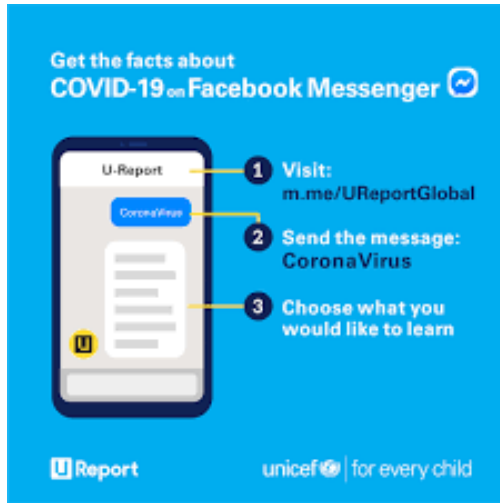 Get the facts about
COVID-19 on Facebook Messenger
U-Report
CoronaVirus
1 Visit:
m.me/UReportGlobal
2 Send the message:
CoronaVirus
3 Choose what you
would like to learn
U
U Report
unicef | for every child